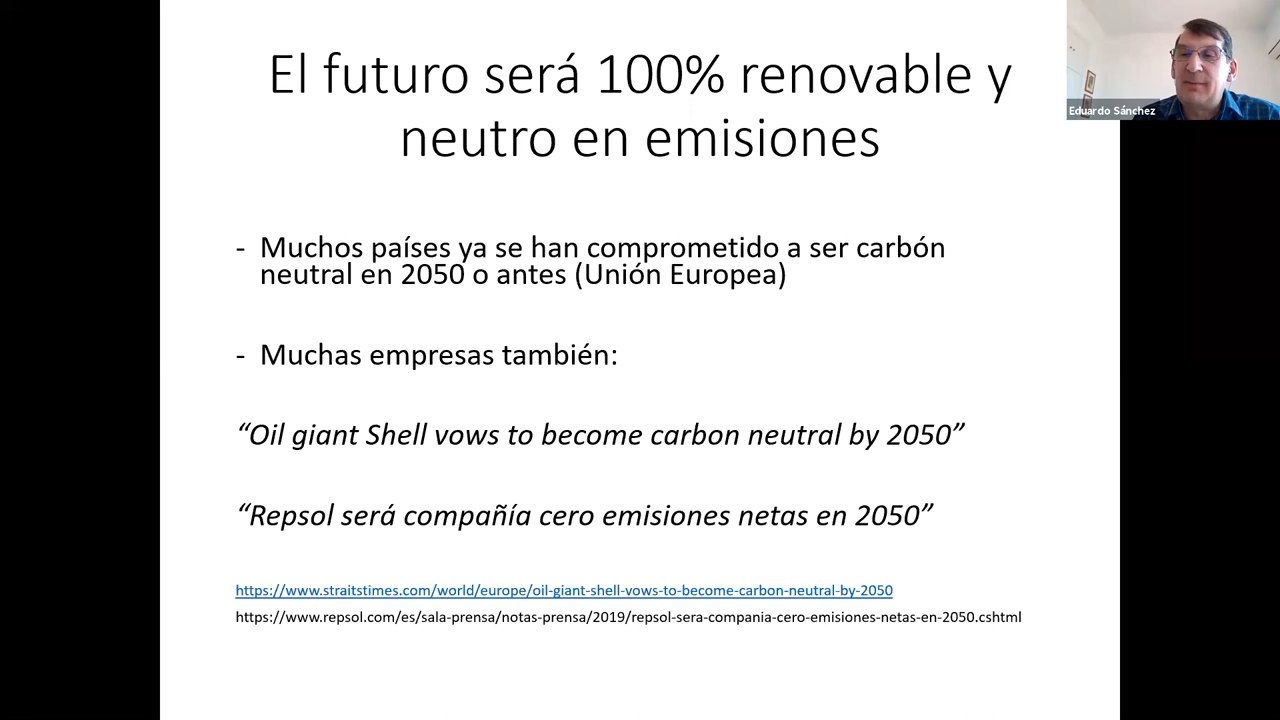 El futuro será 100% renovable y
neutro en emisiones
- Muchos países ya se han comprometido a ser carbón
neutral en 2050 o antes (Unión Europea)
- Muchas empresas también:
“Oil giant Shell vows to become carbon neutral by 2050”
“Repsol será compañía cero emisiones netas en 2050”
https://www.straitstimes.com/world/europe/oil-giant-shell-vows-to-become-carbon-neutral-by-2050
https://www.repsol.com/es/sala-prensa/notas-prensa/2019/repsol-sera-compania-cero-emisiones-netas-en-2050.cshtml
Eduardo Sánchez